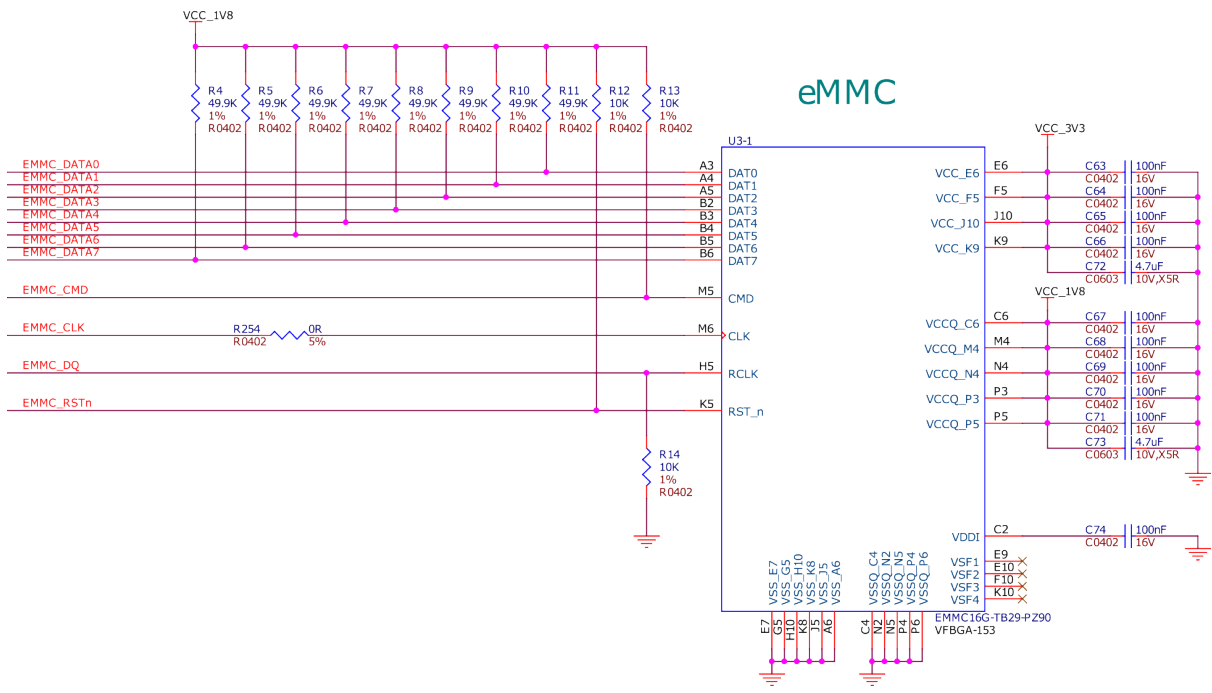 VCC_1V8
R4
49.9K
1%
R0402
R5
49.9K
1%
R0402
R6
49.9K
1%
R0402
R7
49.9K
1%
R0402
R8
49.9K
1%
R0402
R9
49.9K
1%
R0402
R10
49.9K
1%
R0402
R11
49.9K
1%
R0402
R12
10K
1%
R0402
R13
10K
1%
R0402
eMMC
U3-1
EMMC_DATA0
EMMC_DATA1
EMMC_DATA2
EMMC_DATA3
EMMC_DATA4
EMMC_DATA5
EMMC_DATA6
EMMC_DATA7
EMMC_CMD
EMMC_CLK
R254 0R
R0402 5%
EMMC_DQ
EMMC_RSTn
R14
10K
1%
R0402
A3 DAT0
A4 DAT1
A5 DAT2
B2 DAT3
B3 DAT4
B4 DAT5
B5 DAT6
B6 DAT7
M5 CMD
M6 CLK
H5 RCLK
K5 RST_n
VCC_3V3
VCC_E6 E6
VCC_F5 F5
VCC_J10 J10
VCC_K9 K9
C63 100nF
C0402 16V
C64 100nF
C0402 16V
C65 100nF
C0402 16V
C66 100nF
C0402 16V
C72 4.7uF
C0603 10V,X5R
VCC_1V8
VCCQ_C6 C6
VCCQ_M4 M4
VCCQ_N4 N4
VCCQ_P3 P3
VCCQ_P5 P5
C67 100nF
C0402 16V
C68 100nF
C0402 16V
C69 100nF
C0402 16V
C70 100nF
C0402 16V
C71 100nF
C0402 16V
C73 4.7uF
C0603 10V,X5R
VDDI C2
C74 100nF
C0402 16V
VSF1 E9
VSF2 E10
VSF3 F10
VSF4 K10
VSS_E7
VSS_G5
VSS_H10
VSS_K8
VSS_J5
VSS_A6
VSSQ_C4
VSSQ_N2
VSSQ_N5
VSSQ_P4
VSSQ_P6
E7
G5
H10
K8
J5
A6
C4
N2
N5
P4
P6
EMMC16G-TB29-PZ90
VFBGA-153